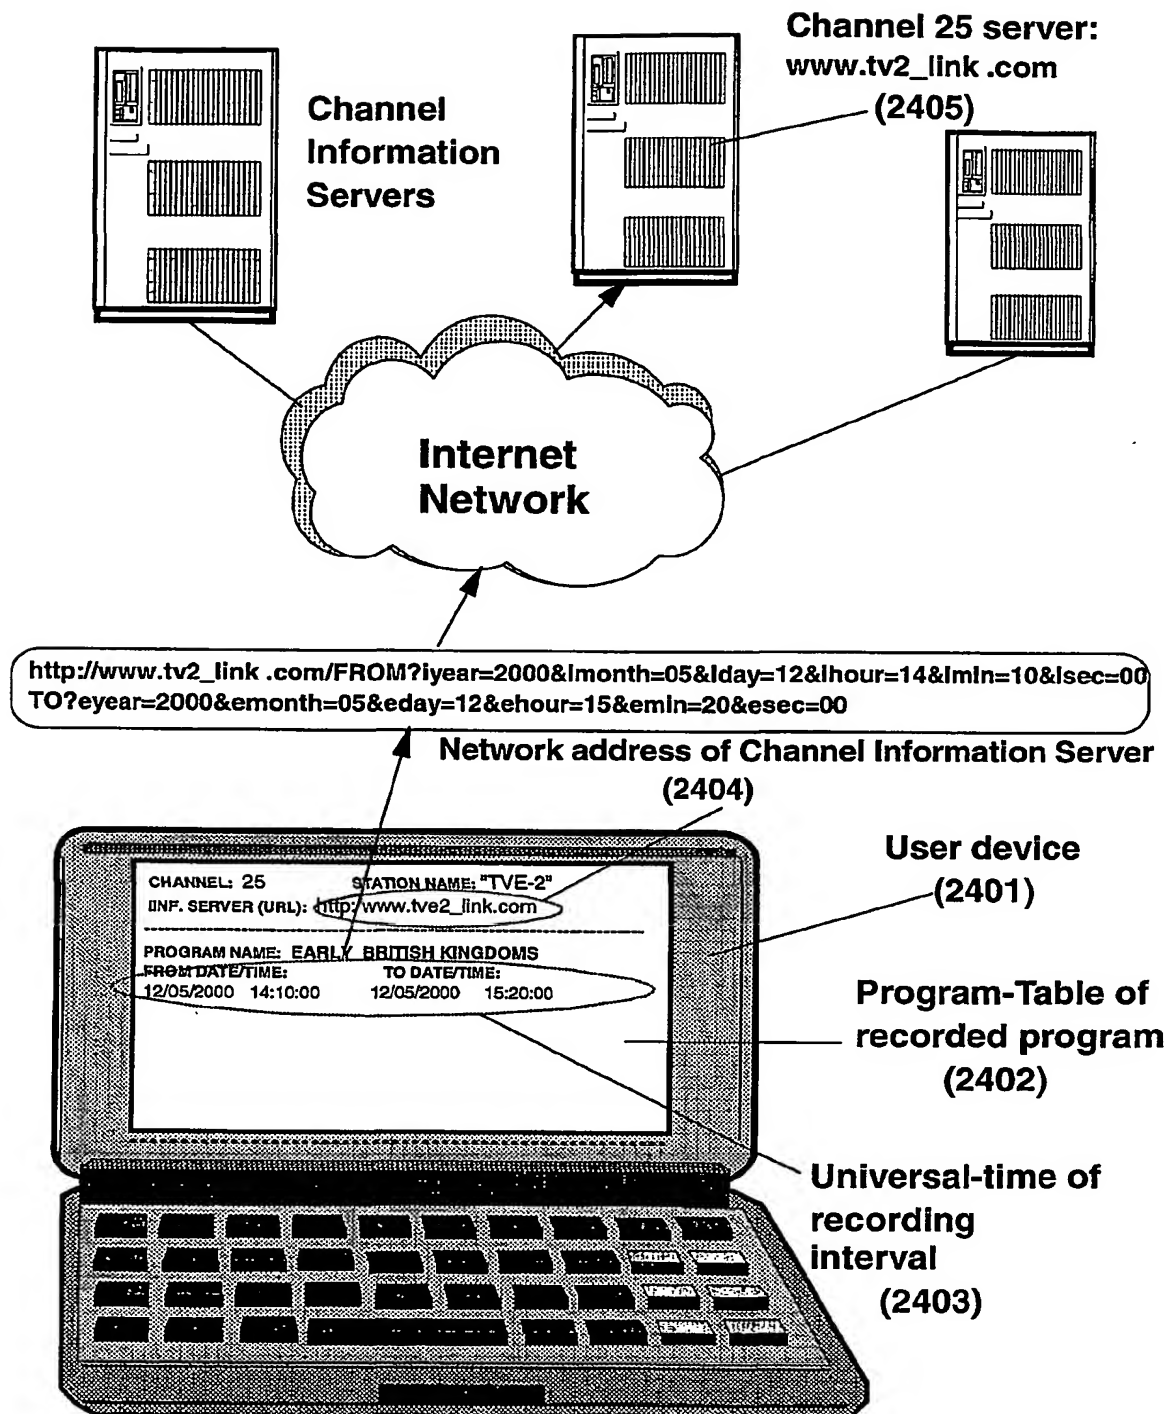 Channel 25 server:
www.tv2_link .com
(2405)
Channel
Information
Servers
Internet
Network
http://www.tv2_link .com/FROM?iyear=2000&imonth=05&iday=12&ihour=14&imin=10&isec=00
TO?eyear=2000&emonth=05&eday=12&ehour=15&emin=20&esec=00
Network address of Channel Information Server
(2404)
User device
(2401)
CHANNEL: 25 STATION NAME: "TVE-2"
IINF. SERVER (URL): http: www.tve2_link.com
PROGRAM NAME: EARLY BRITISH KINGDOMS
FROM DATE/TIME: TO DATE/TIME:
12/05/2000 14:10:00 12/05/2000 15:20:00
Program-Table of
recorded program
(2402)
Universal-time of
recording
interval
(2403)